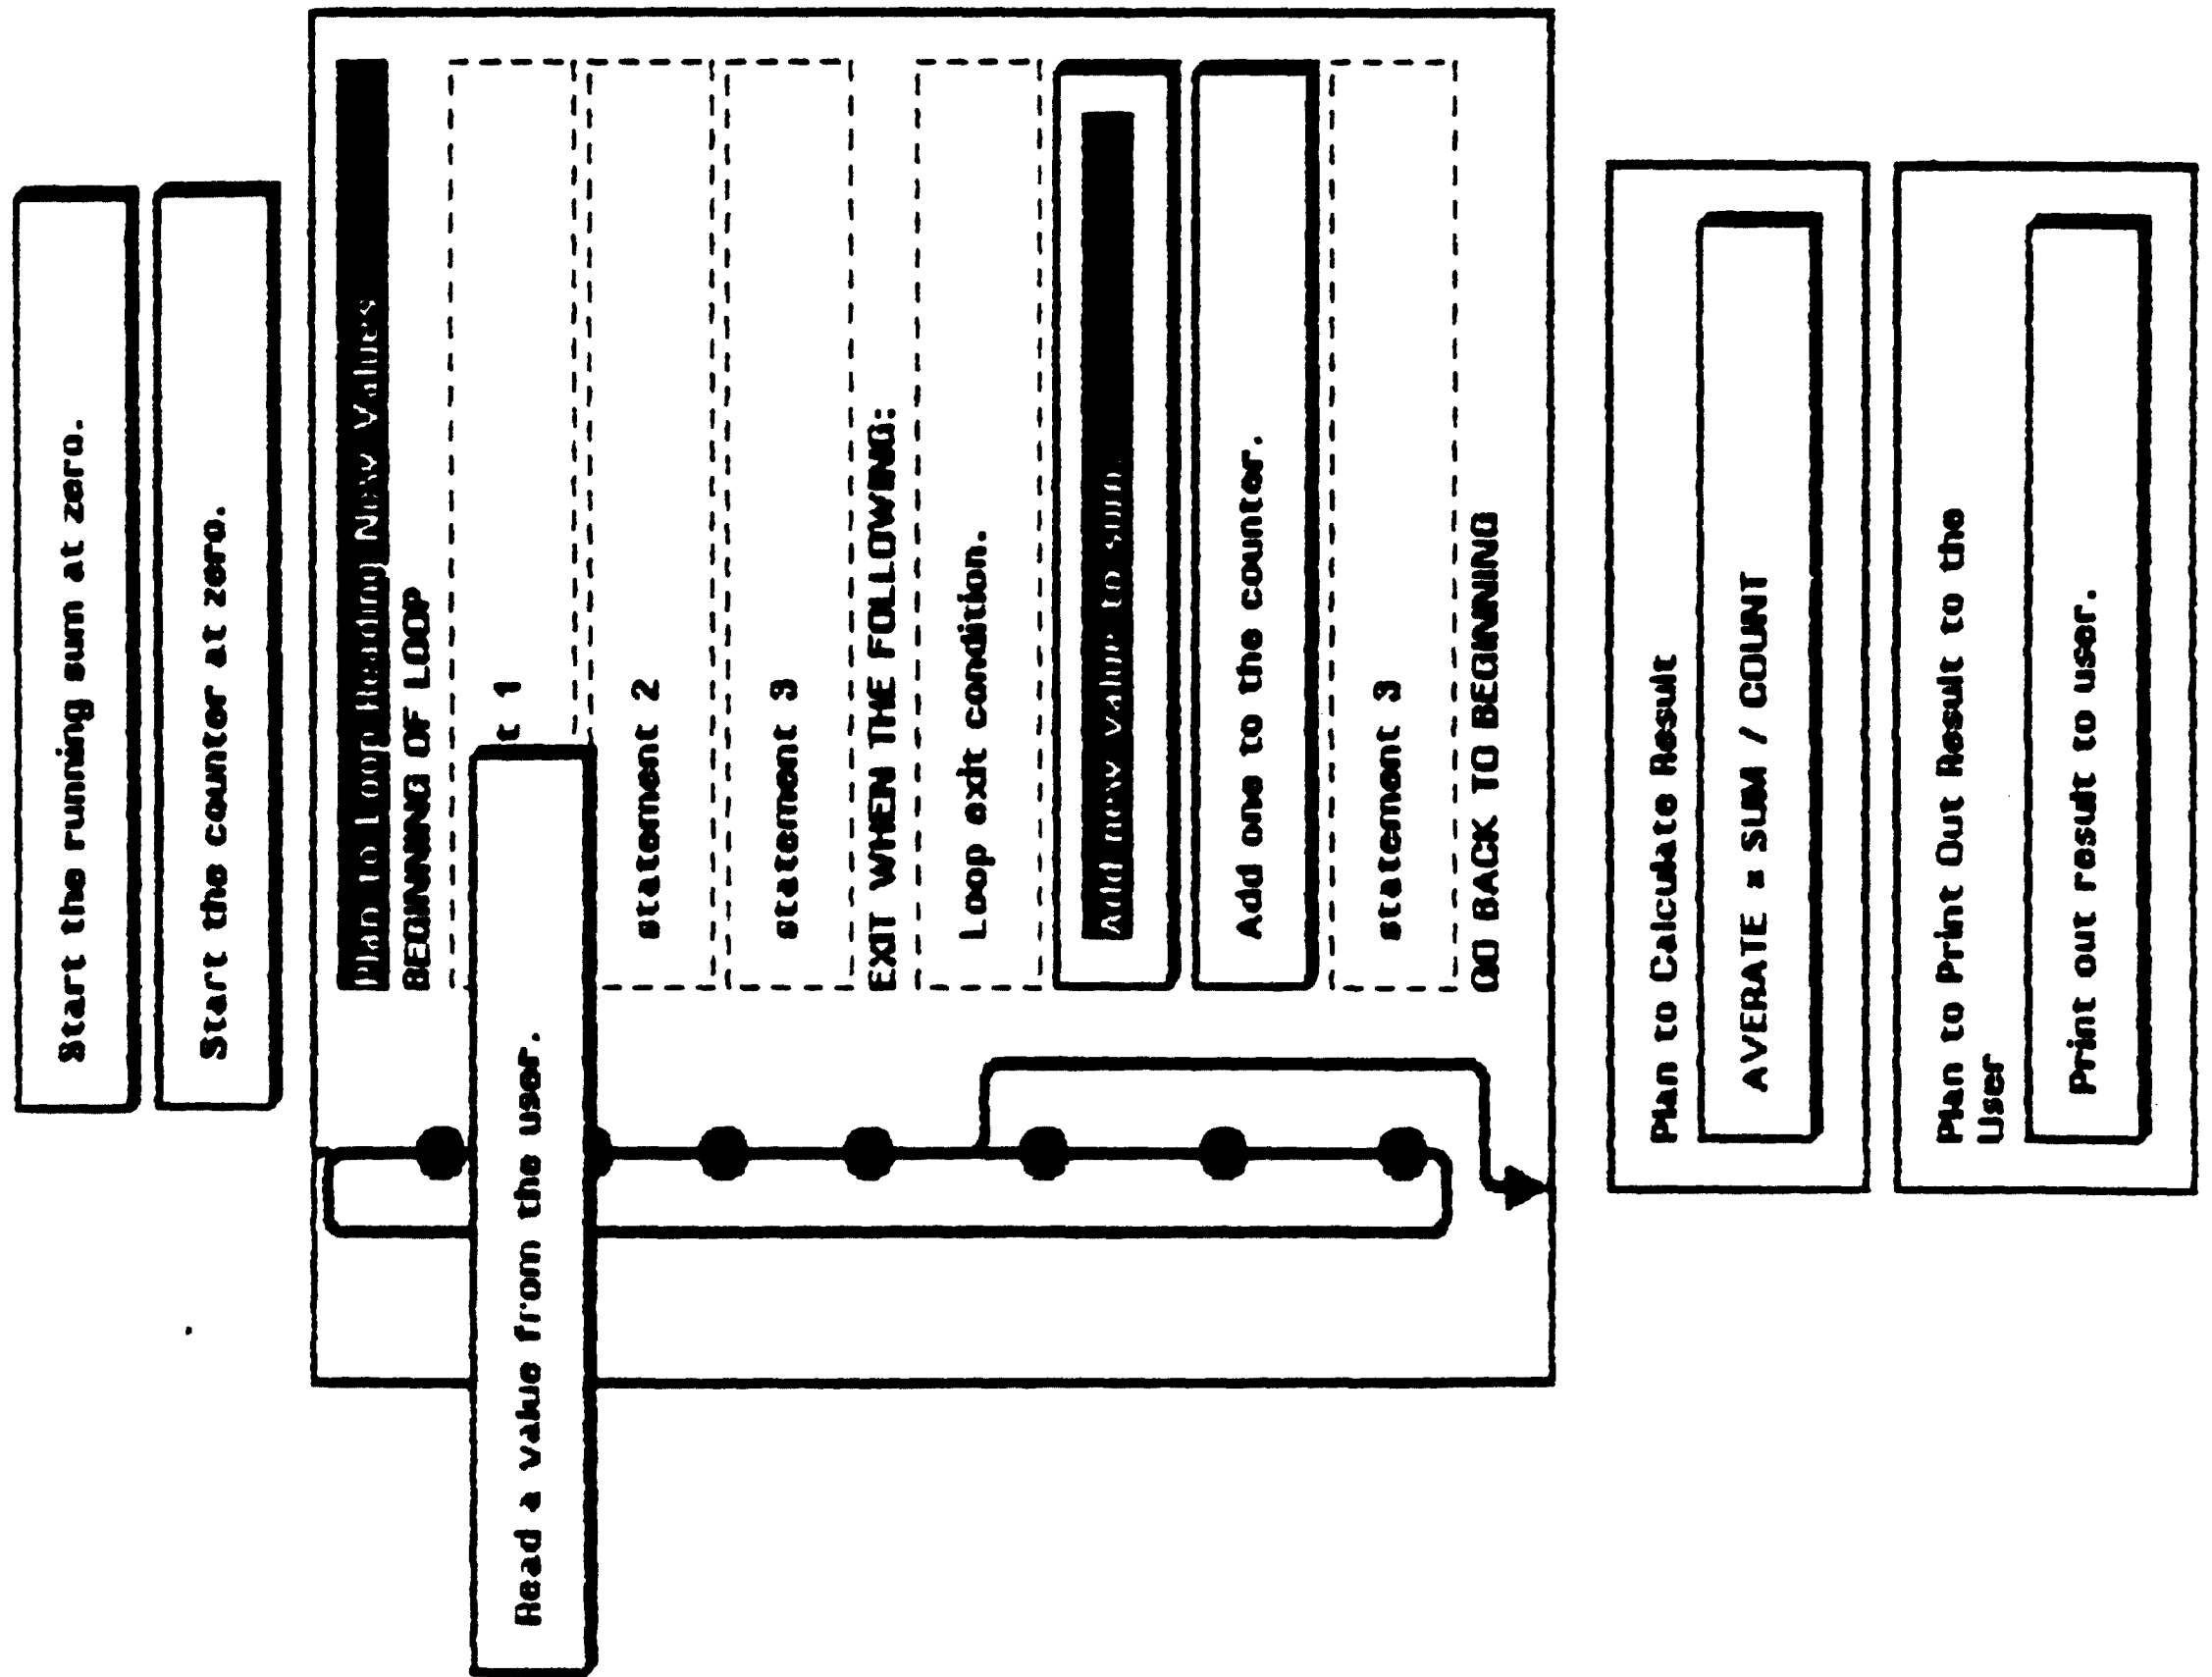 Start the running sum at zero.
Start the counter at zero.
Plan to Loop Reading New Values
BEGINNING OF LOOP
Read a value from the user.
t 1
statement 2
statement 3
EXIT WHEN THE FOLLOWING:
Loop exit condition.
Add new value to sum.
Add one to the counter.
statement 3
GO BACK TO BEGINNING
Plan to Calculate Result
AVERATE = SUM / COUNT
Plan to Print Out Result to the
User
Print out result to user.